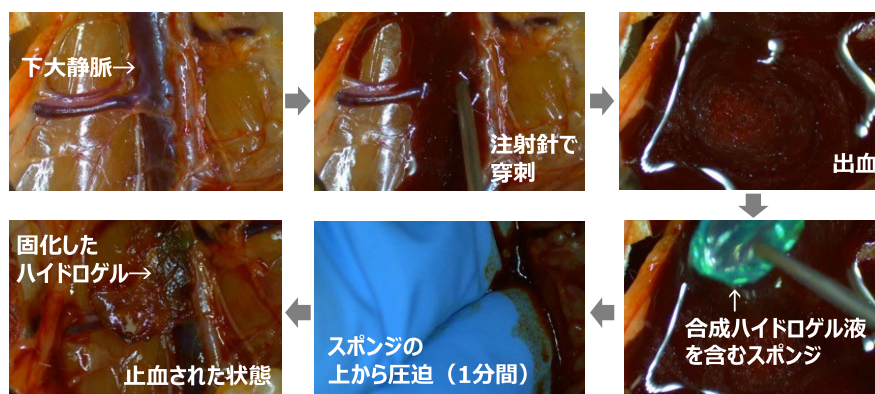 下大静脈→
注射針で
穿刺
出血
↑
合成ハイドロゲル液
を含むスポンジ
スポンジの
上から圧迫（1分間）
固化した
ハイドロゲル→
止血された状態